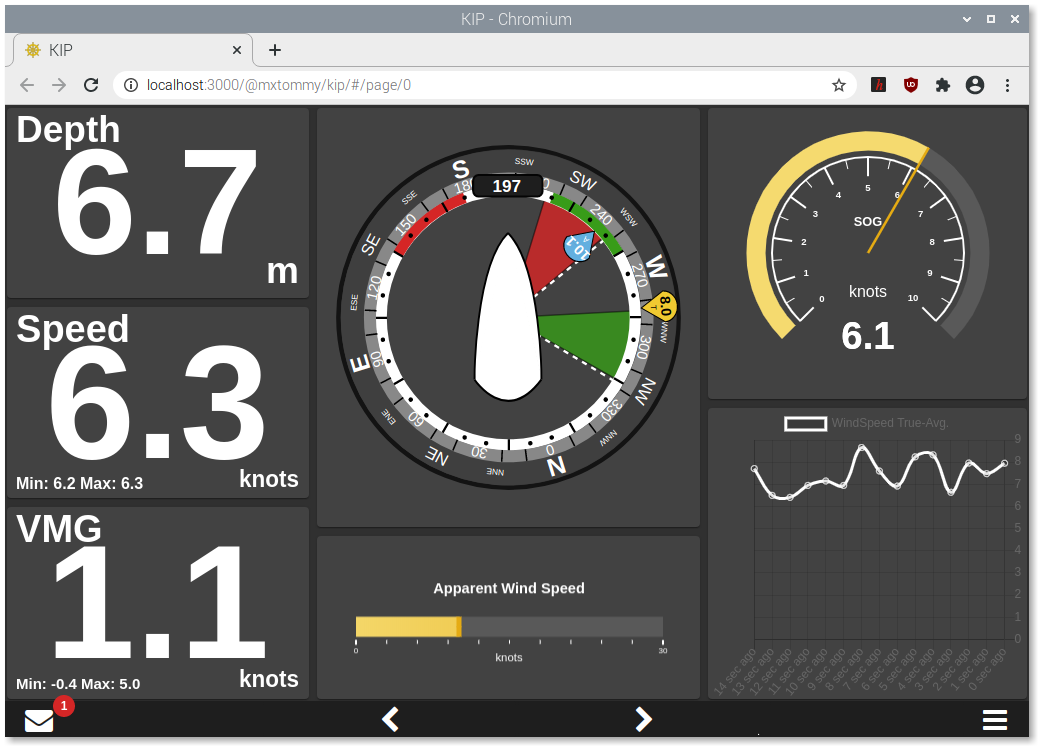 KIP - Chromium
KIP
localhost:3000/@mxtommy/kip/#/page/0
Depth
6.7
m
Speed
6.3
Min: 6.2 Max: 6.3
knots
VMG
1.1
Min: -0.4 Max: 5.0
knots
197
S
SSW
SW
WSW
W
WNW
NW
NNW
N
NNE
NE
ENE
E
ESE
SE
SSE
240
270
300
330
0
30
60
90
120
150
10.1
A
8.0
T
Apparent Wind Speed
0
30
knots
0
1
2
3
4
5
6
7
8
9
10
SOG
knots
6.1
WindSpeed True-Avg.
9
8
7
6
5
4
3
2
1
0
14 sec ago
13 sec ago
12 sec ago
11 sec ago
10 sec ago
9 sec ago
8 sec ago
7 sec ago
6 sec ago
5 sec ago
4 sec ago
3 sec ago
2 sec ago
1 sec ago
0 sec ago
1